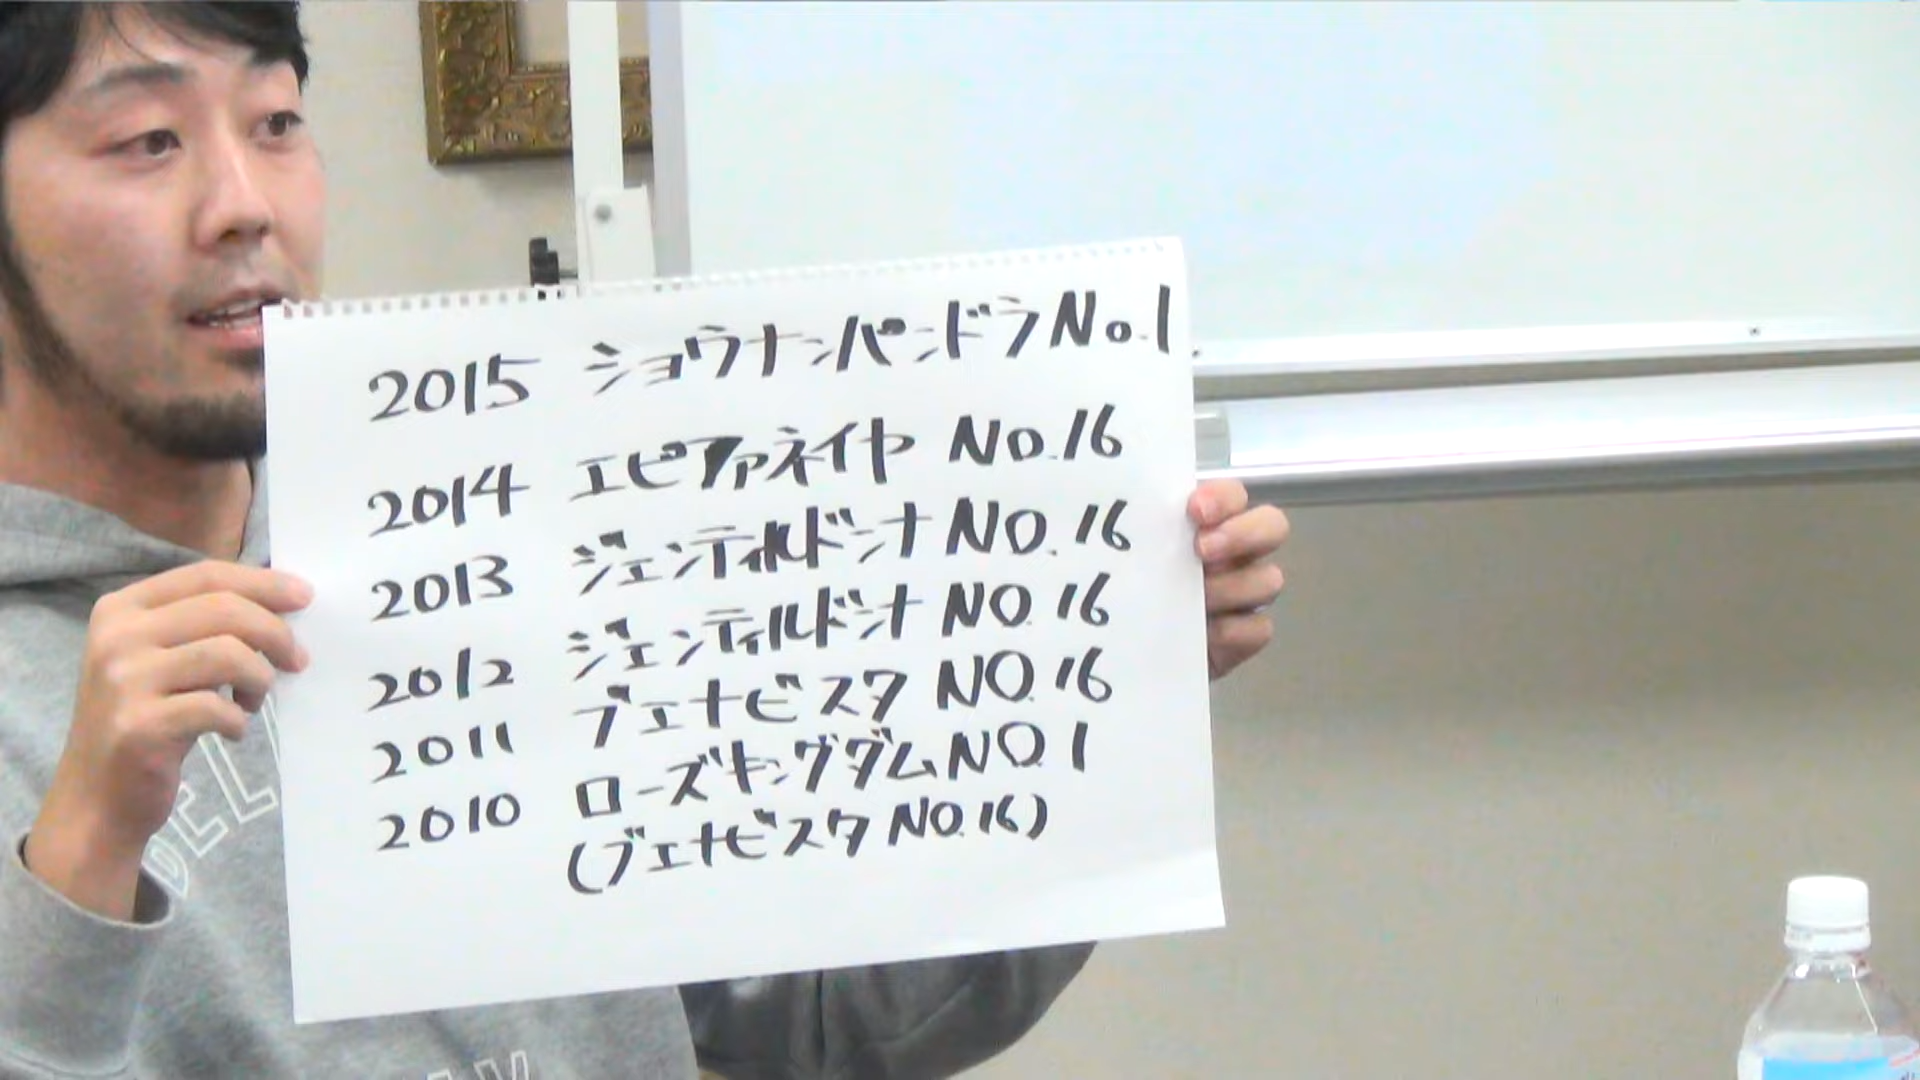 2015 ショウナンパンドラ No.1
2014 エピファネイヤ No.16
2013 ジェンティルドンナ NO.16
2012 ジェンティルドンナ NO.16
2011 ブエナビスタ NO.16
2010 ローズキングダム NO.1
(ブエナビスタ NO.16)